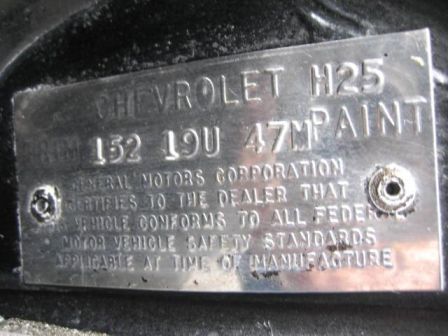 CHEVROLET H25
TRIM 152 19U 47M PAINT
GENERAL MOTORS CORPORATION
CERTIFIES TO THE DEALER THAT
VEHICLE CONFORMS TO ALL FEDERAL
MOTOR VEHICLE SAFETY STANDARDS
APPLICABLE AT TIME OF MANUFACTURE